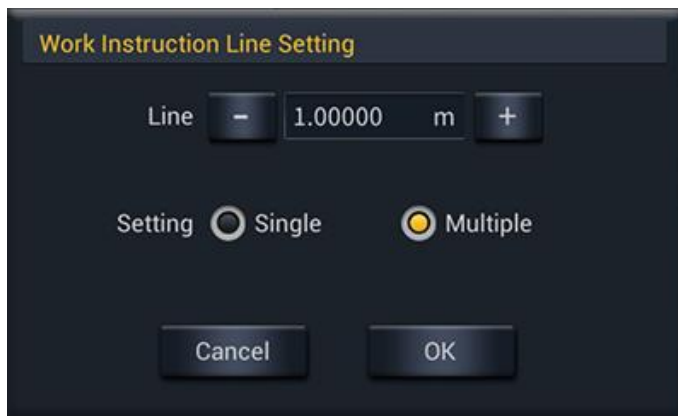 Work Instruction Line Setting
Line - 1.00000 m +
Setting Single Multiple
Cancel OK